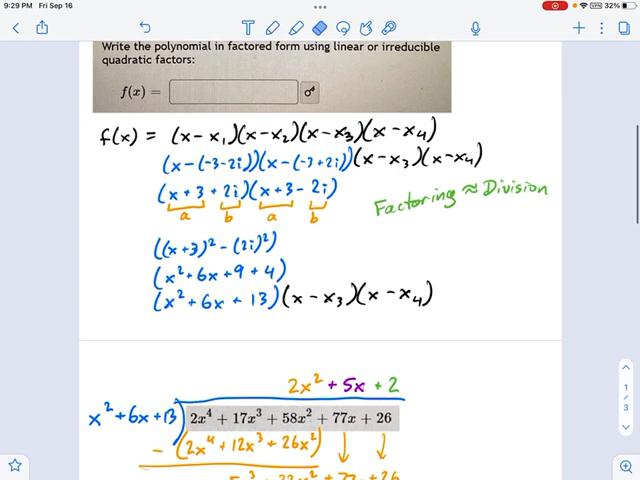 9:29 PM Fri Sep 16
32%
Write the polynomial in factored form using linear or irreducible
quadratic factors:
f(x) =
f(x) = (x - x₁)(x - x₂)(x - x₃)(x - x₄)
(x - (-3-2i))(x - (-3+2i))(x - x₃)(x - x₄)
(x + 3 + 2i)(x + 3 - 2i)
a b a b
Factoring ≈ Division
((x+3)² - (2i)²)
(x² + 6x + 9 + 4)
(x² + 6x + 13)(x - x₃)(x - x₄)
2x² + 5x + 2
x² + 6x + 13 2x⁴ + 17x³ + 58x² + 77x + 26
- (2x⁴ + 12x³ + 26x²)
1
3